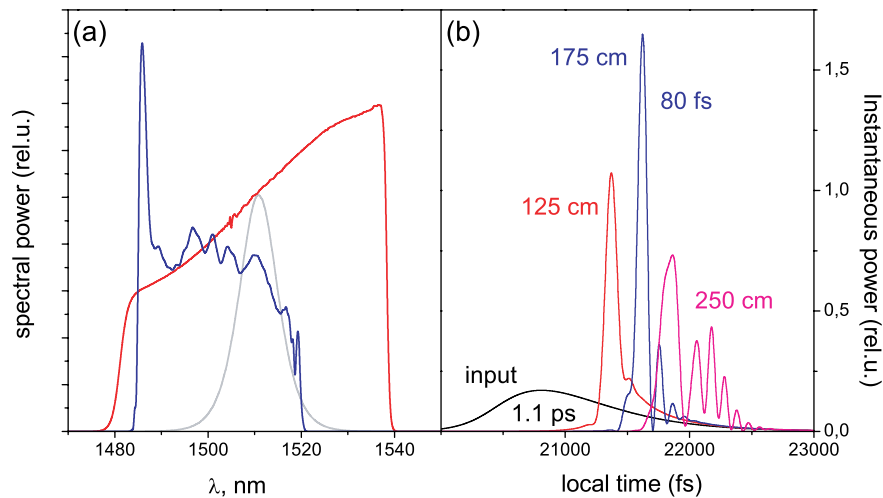 (a)
spectral power (rel.u.)
1480
1500
1520
1540
λ, nm
(b)
175 cm
80 fs
125 cm
250 cm
input
1.1 ps
1,5
1,0
0,5
0,0
Instantaneous power (rel.u.)
21000
22000
23000
local time (fs)